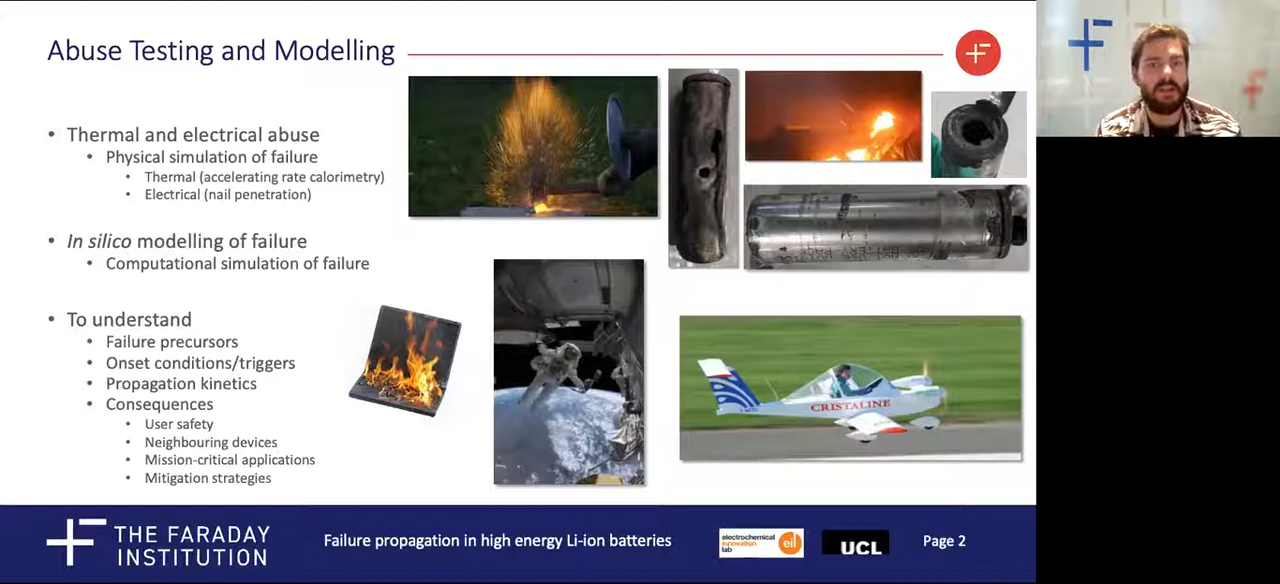 Abuse Testing and Modelling
• Thermal and electrical abuse
• Physical simulation of failure
• Thermal (accelerating rate calorimetry)
• Electrical (nail penetration)
• In silico modelling of failure
• Computational simulation of failure
• To understand
• Failure precursors
• Onset conditions/triggers
• Propagation kinetics
• Consequences
• User safety
• Neighbouring devices
• Mission-critical applications
• Mitigation strategies
CRISTALINE
THE FARADAY
INSTITUTION
Failure propagation in high energy Li-ion batteries
electrochemical
innovation
lab
eil
UCL
Page 2